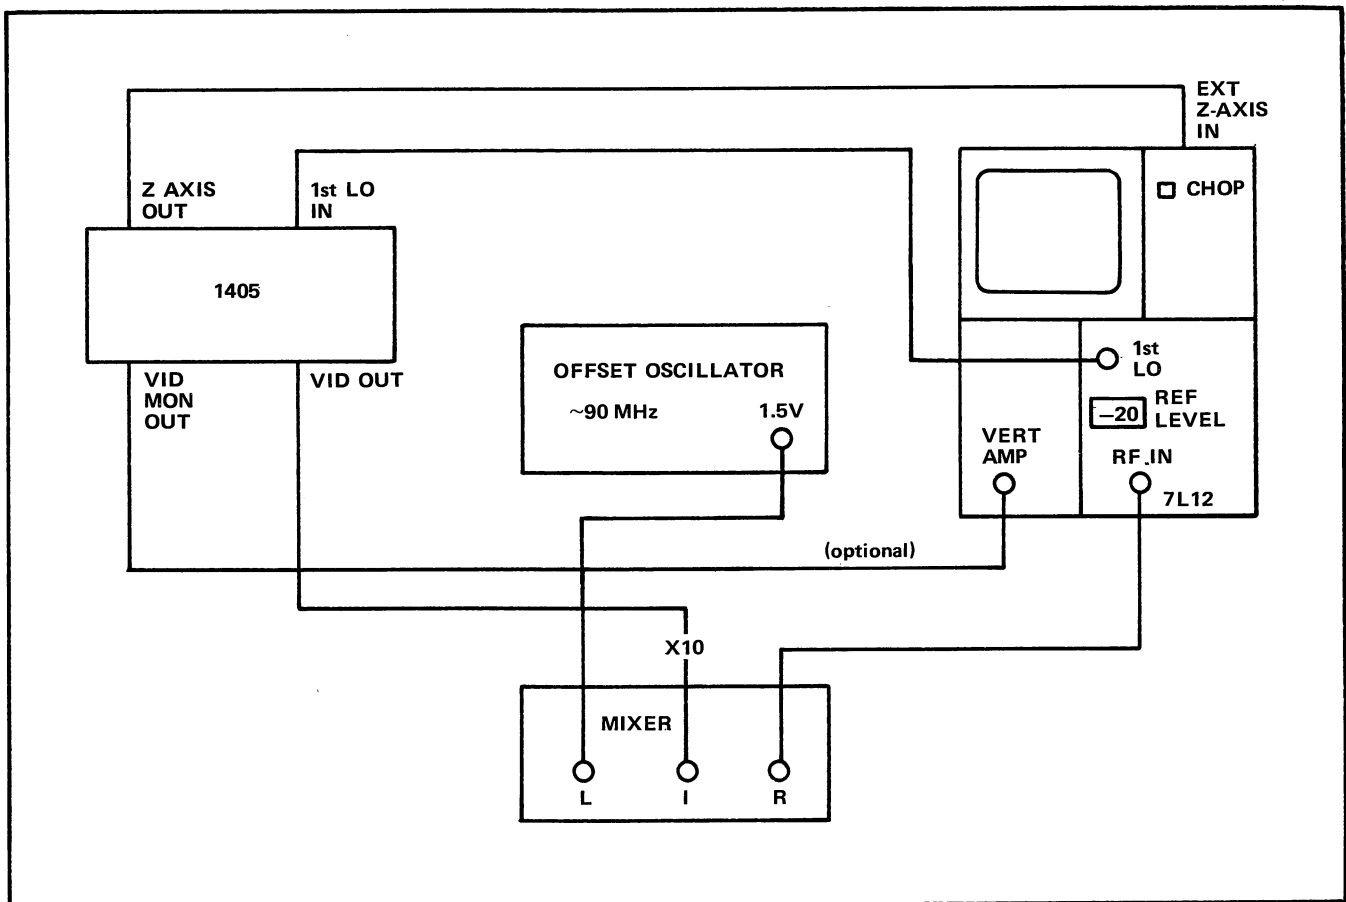 EXT
Z-AXIS
IN
Z AXIS
OUT
1st LO
IN
CHOP
1405
VID
MON
OUT
VID OUT
OFFSET OSCILLATOR
~90 MHz
1.5V
1st
LO
-20
REF
LEVEL
VERT
AMP
RF IN
7L12
(optional)
X10
MIXER
L
I
R